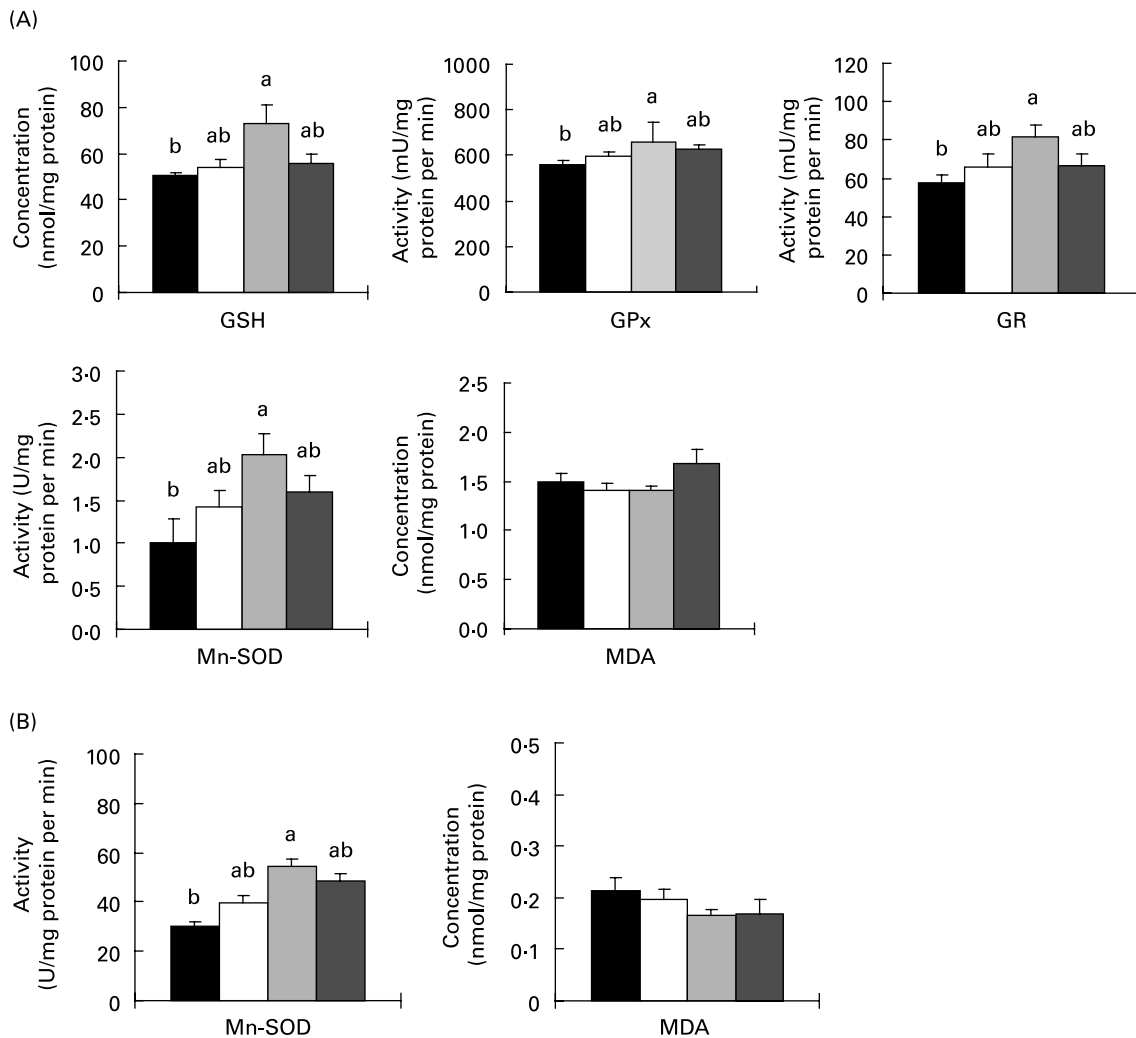 (A)
Concentration
(nmol/mg protein)
100
80
60
40
20
0
b
ab
a
ab
GSH
Activity (mU/mg
protein per min)
1000
800
600
400
200
0
b
ab
a
ab
GPx
Activity (mU/mg
protein per min)
120
100
80
60
40
20
0
b
ab
a
ab
GR
Activity (U/mg
protein per min)
3·0
2·5
2·0
1·5
1·0
0·5
0·0
b
ab
a
ab
Mn-SOD
Concentration
(nmol/mg protein)
2·5
2·0
1·5
1·0
0·5
0·0
MDA
(B)
Activity
(U/mg protein per min)
100
80
60
40
20
0
b
ab
a
ab
Mn-SOD
Concentration
(nmol/mg protein)
0·5
0·4
0·3
0·2
0·1
0
MDA